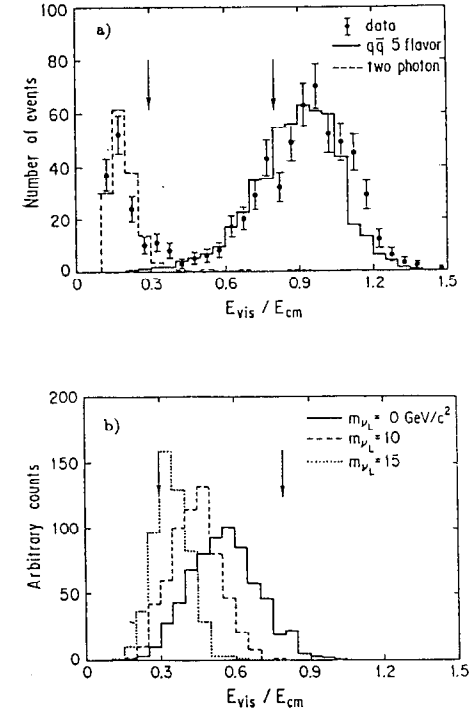 a)
data
qq̄ 5 flavor
two photon
Number of events
100
80
60
40
20
0
0 0.3 0.6 0.9 1.2 1.5
E_vis / E_cm
b)
m_νL = 0 GeV/c²
m_νL = 10
m_νL = 15
Arbitrary counts
200
150
100
50
0
0 0.3 0.6 0.9 1.2 1.5
E_vis / E_cm